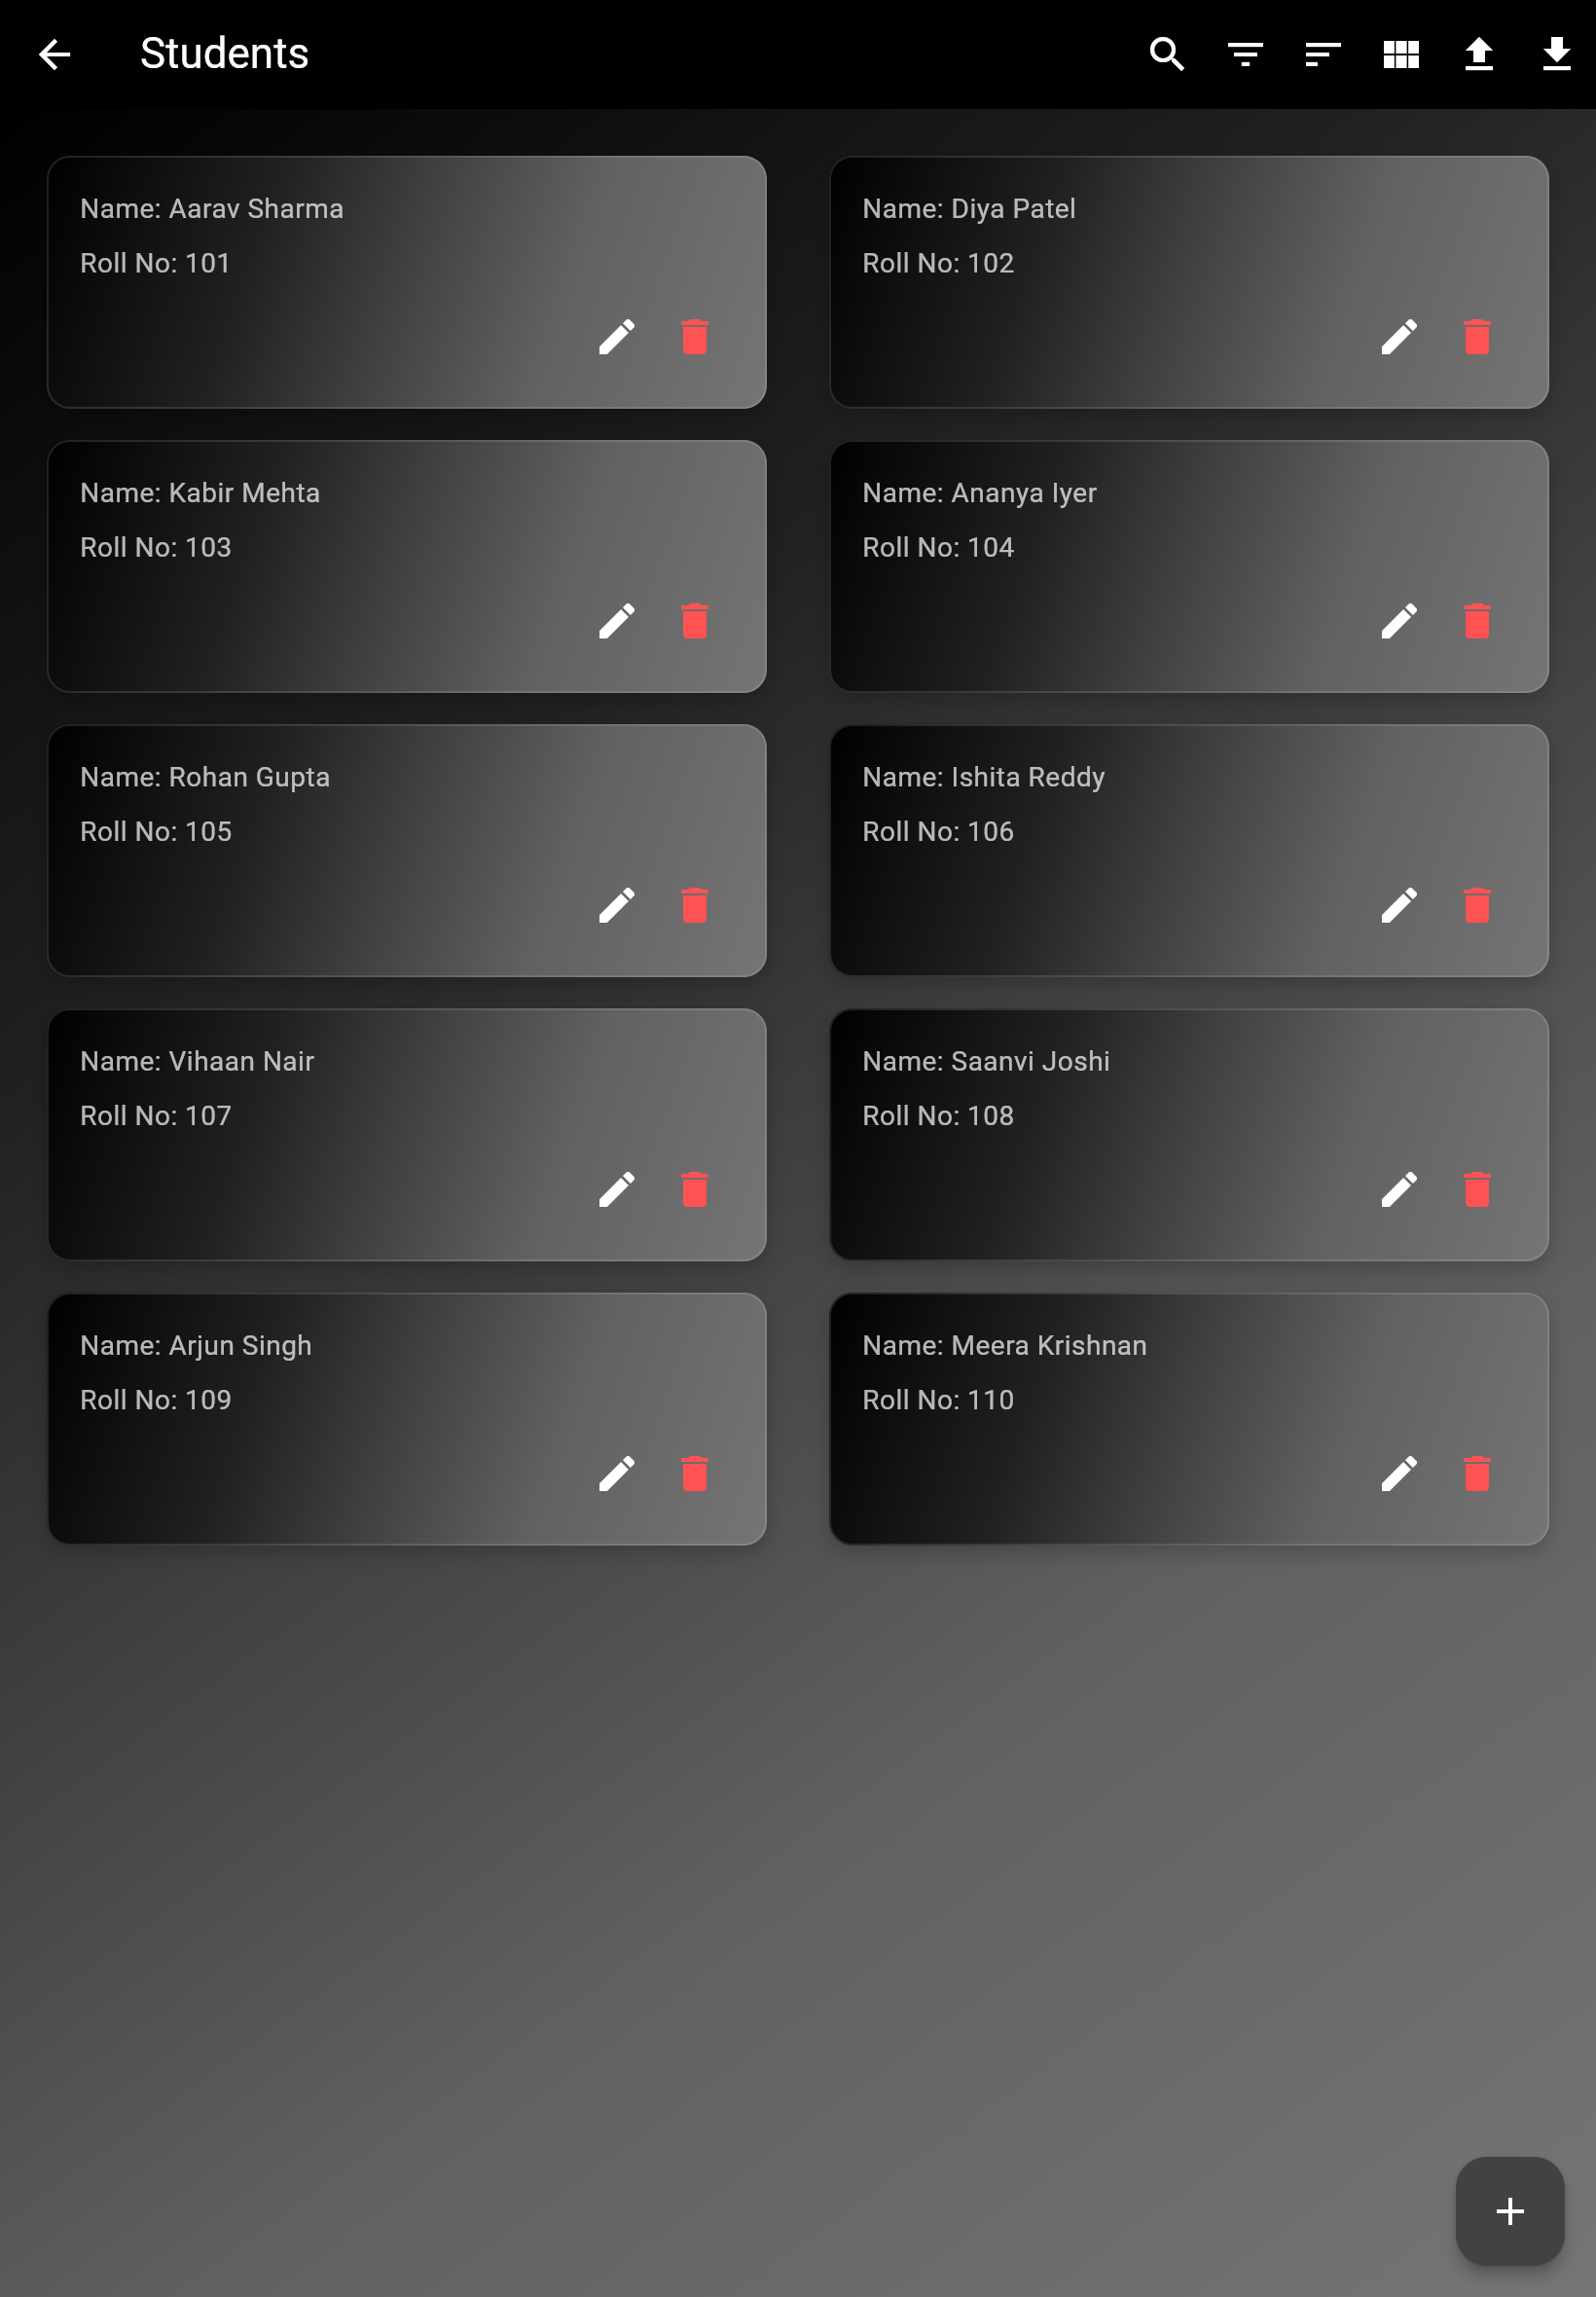 Students
Name: Aarav Sharma
Roll No: 101
Name: Diya Patel
Roll No: 102
Name: Kabir Mehta
Roll No: 103
Name: Ananya Iyer
Roll No: 104
Name: Rohan Gupta
Roll No: 105
Name: Ishita Reddy
Roll No: 106
Name: Vihaan Nair
Roll No: 107
Name: Saanvi Joshi
Roll No: 108
Name: Arjun Singh
Roll No: 109
Name: Meera Krishnan
Roll No: 110